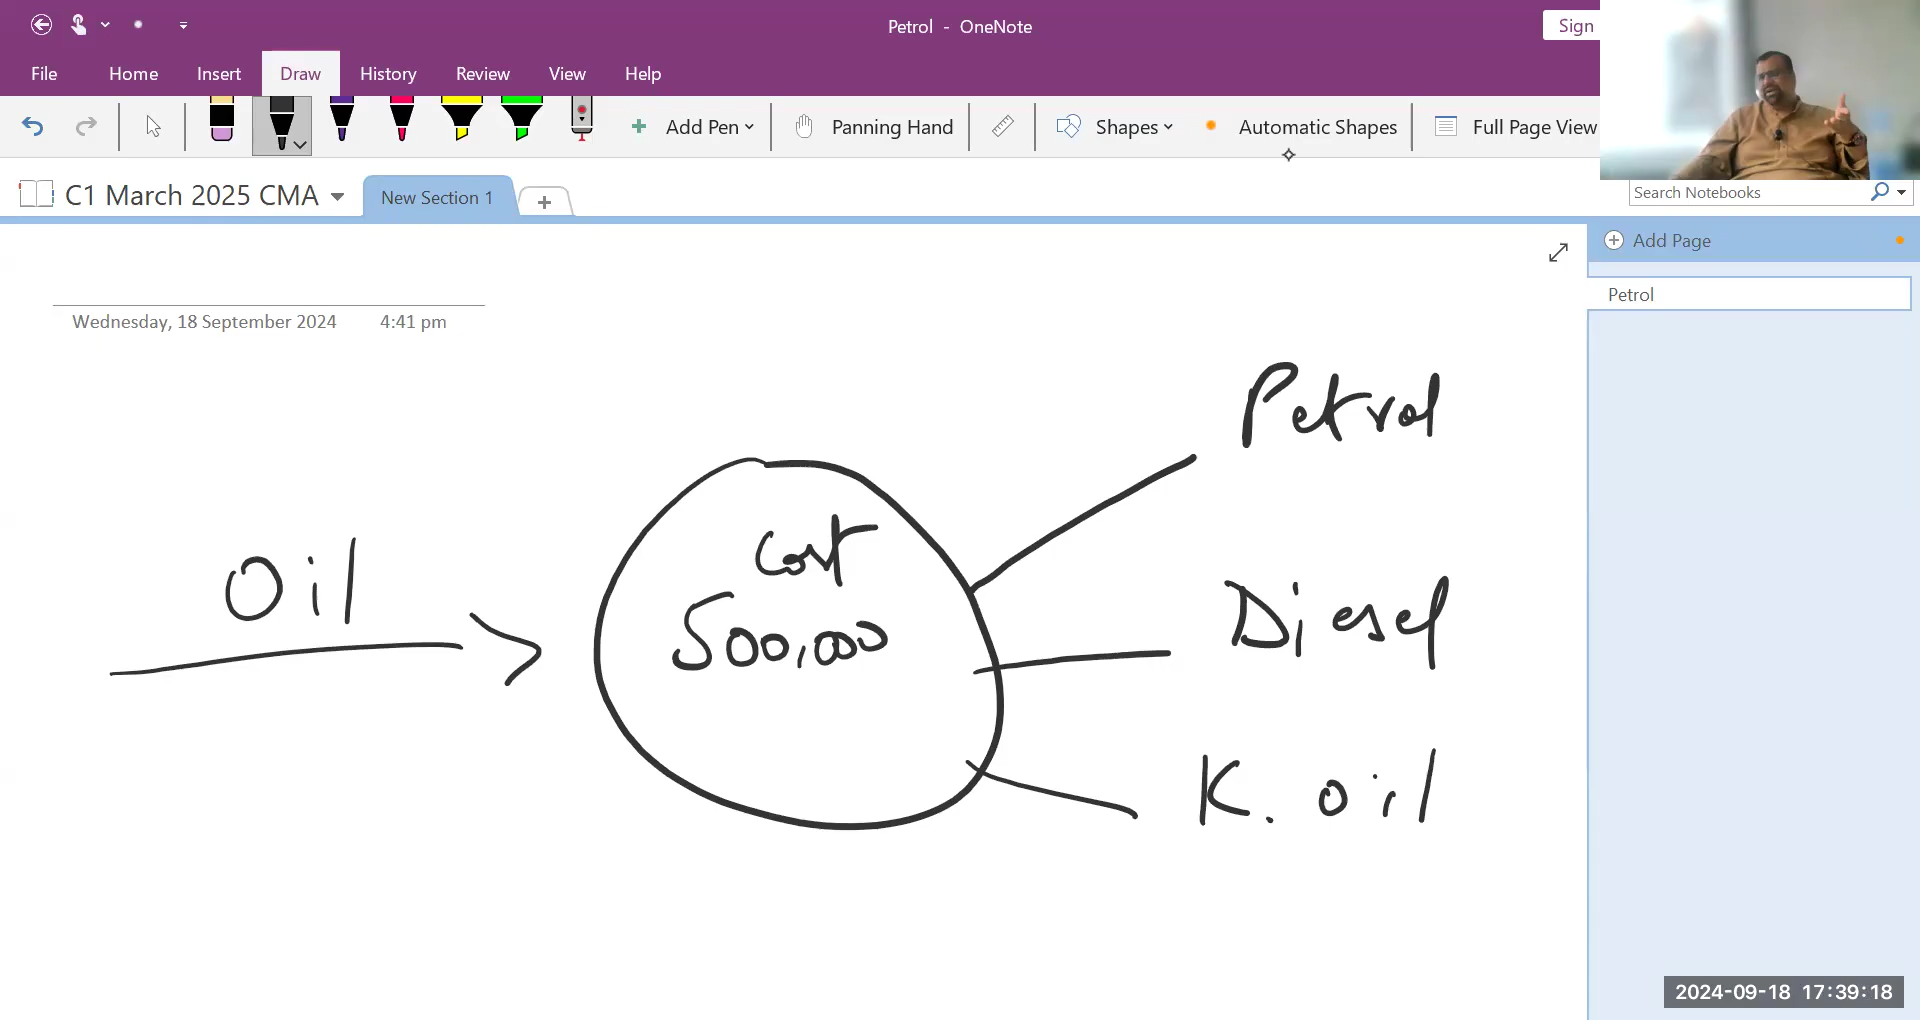 Petrol - OneNote
Sign
File Home Insert Draw History Review View Help
Add Pen Panning Hand Shapes Automatic Shapes Full Page View
C1 March 2025 CMA New Section 1
Search Notebooks
Add Page
Petrol
Wednesday, 18 September 2024 4:41 pm
Petrol
Cost
Oil
500,000
Diesel
K. oil
2024-09-18 17:39:18